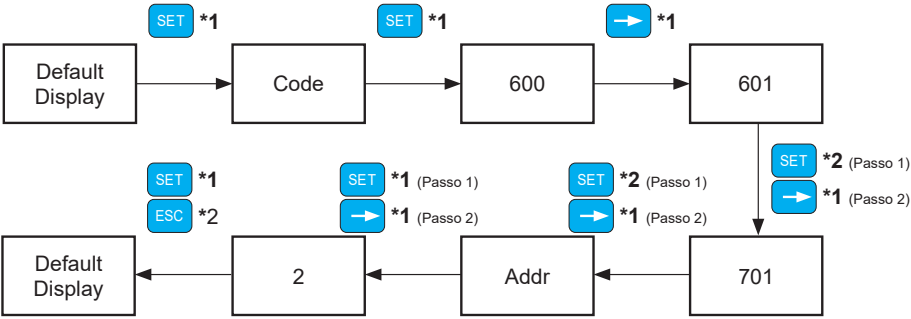 SET *1
SET *1
*1
Default
Display
Code
600
601
SET *2 (Passo 1)
*1 (Passo 2)
SET *1
ESC *2
SET *1 (Passo 1)
*1 (Passo 2)
SET *2 (Passo 1)
*1 (Passo 2)
Default
Display
2
Addr
701